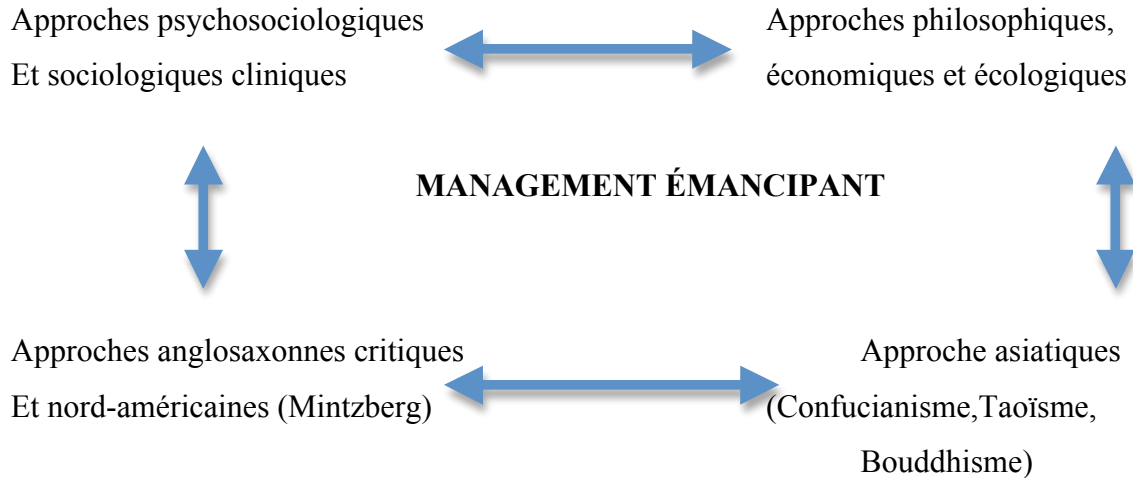 Approches psychosociologiques
Et sociologiques cliniques
Approches philosophiques,
économiques et écologiques
MANAGEMENT ÉMANCIPANT
Approches anglosaxonnes critiques
Et nord-américaines (Mintzberg)
Approche asiatiques
(Confucianisme,Taoïsme,
Bouddhisme)